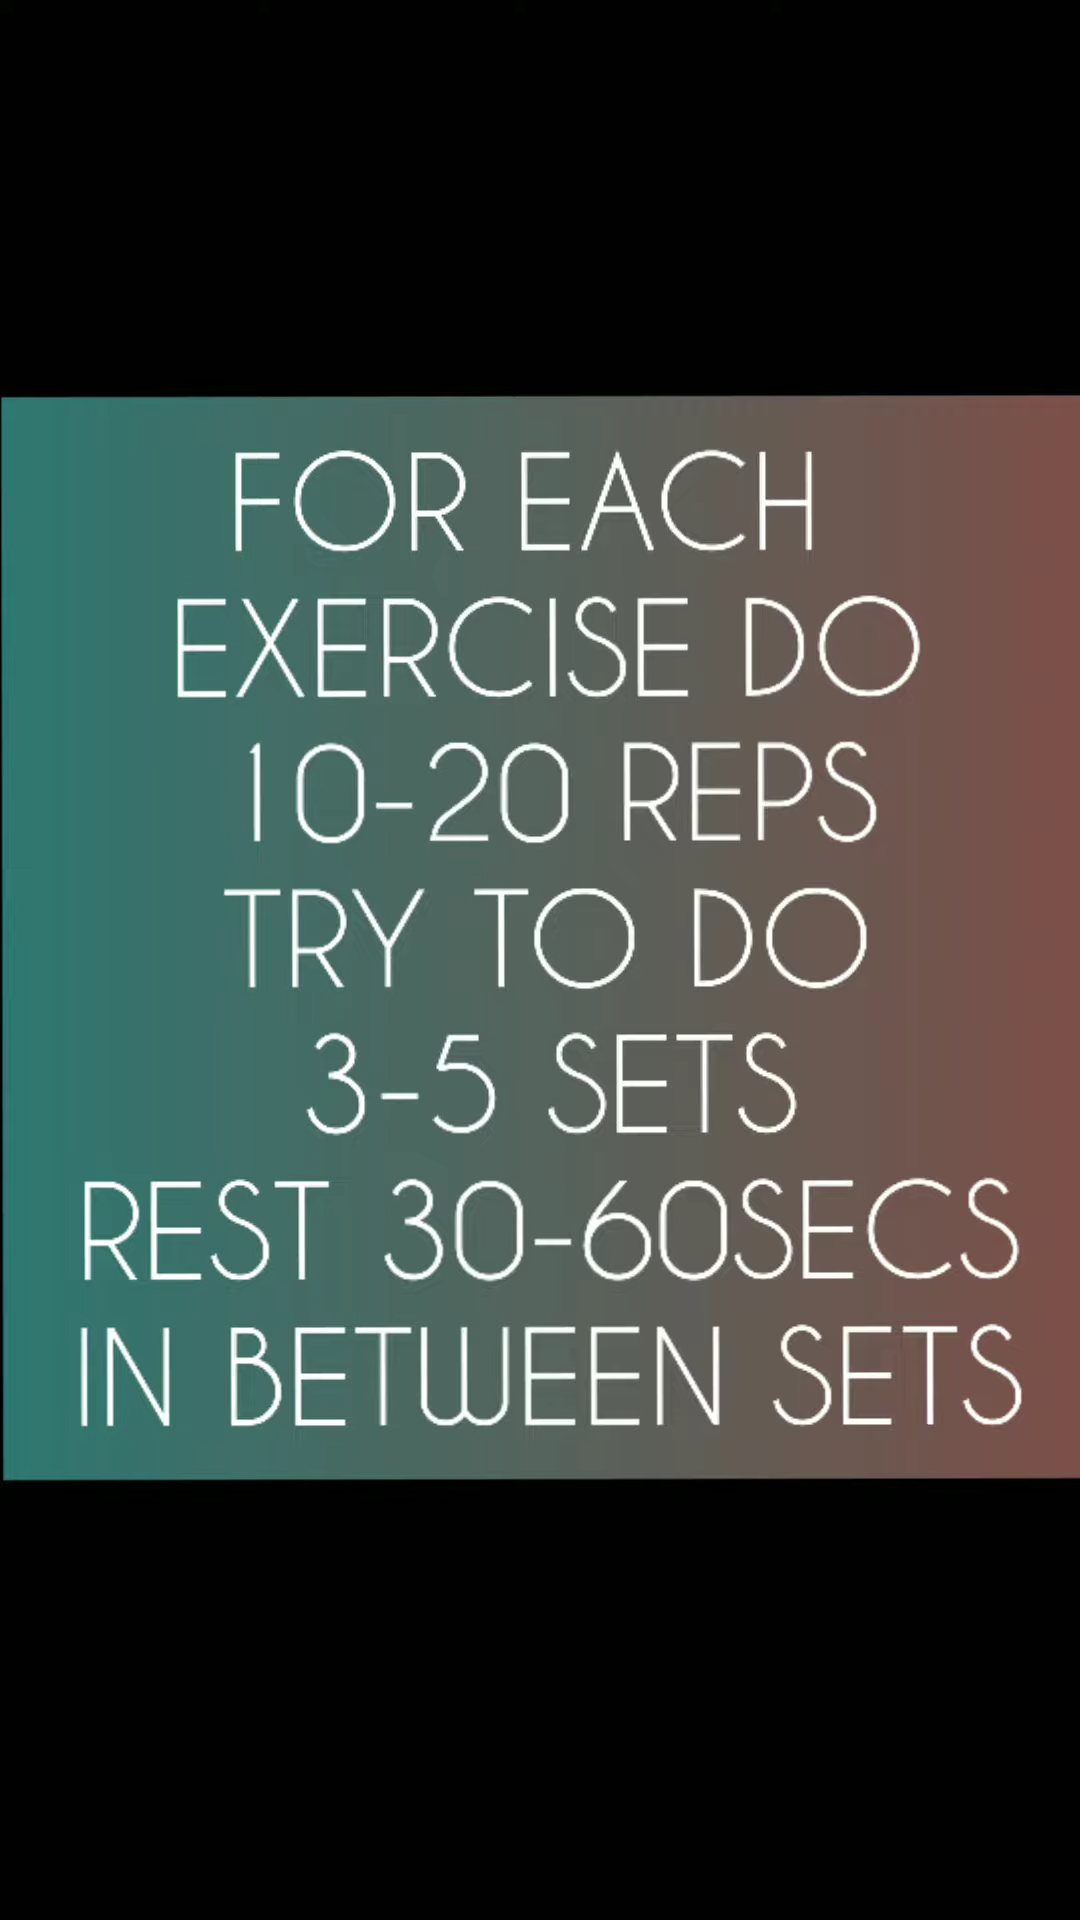 FOR EACH
EXERCISE DO
10-20 REPS
TRY TO DO
3-5 SETS
REST 30-60SECS
IN BETWEEN SETS